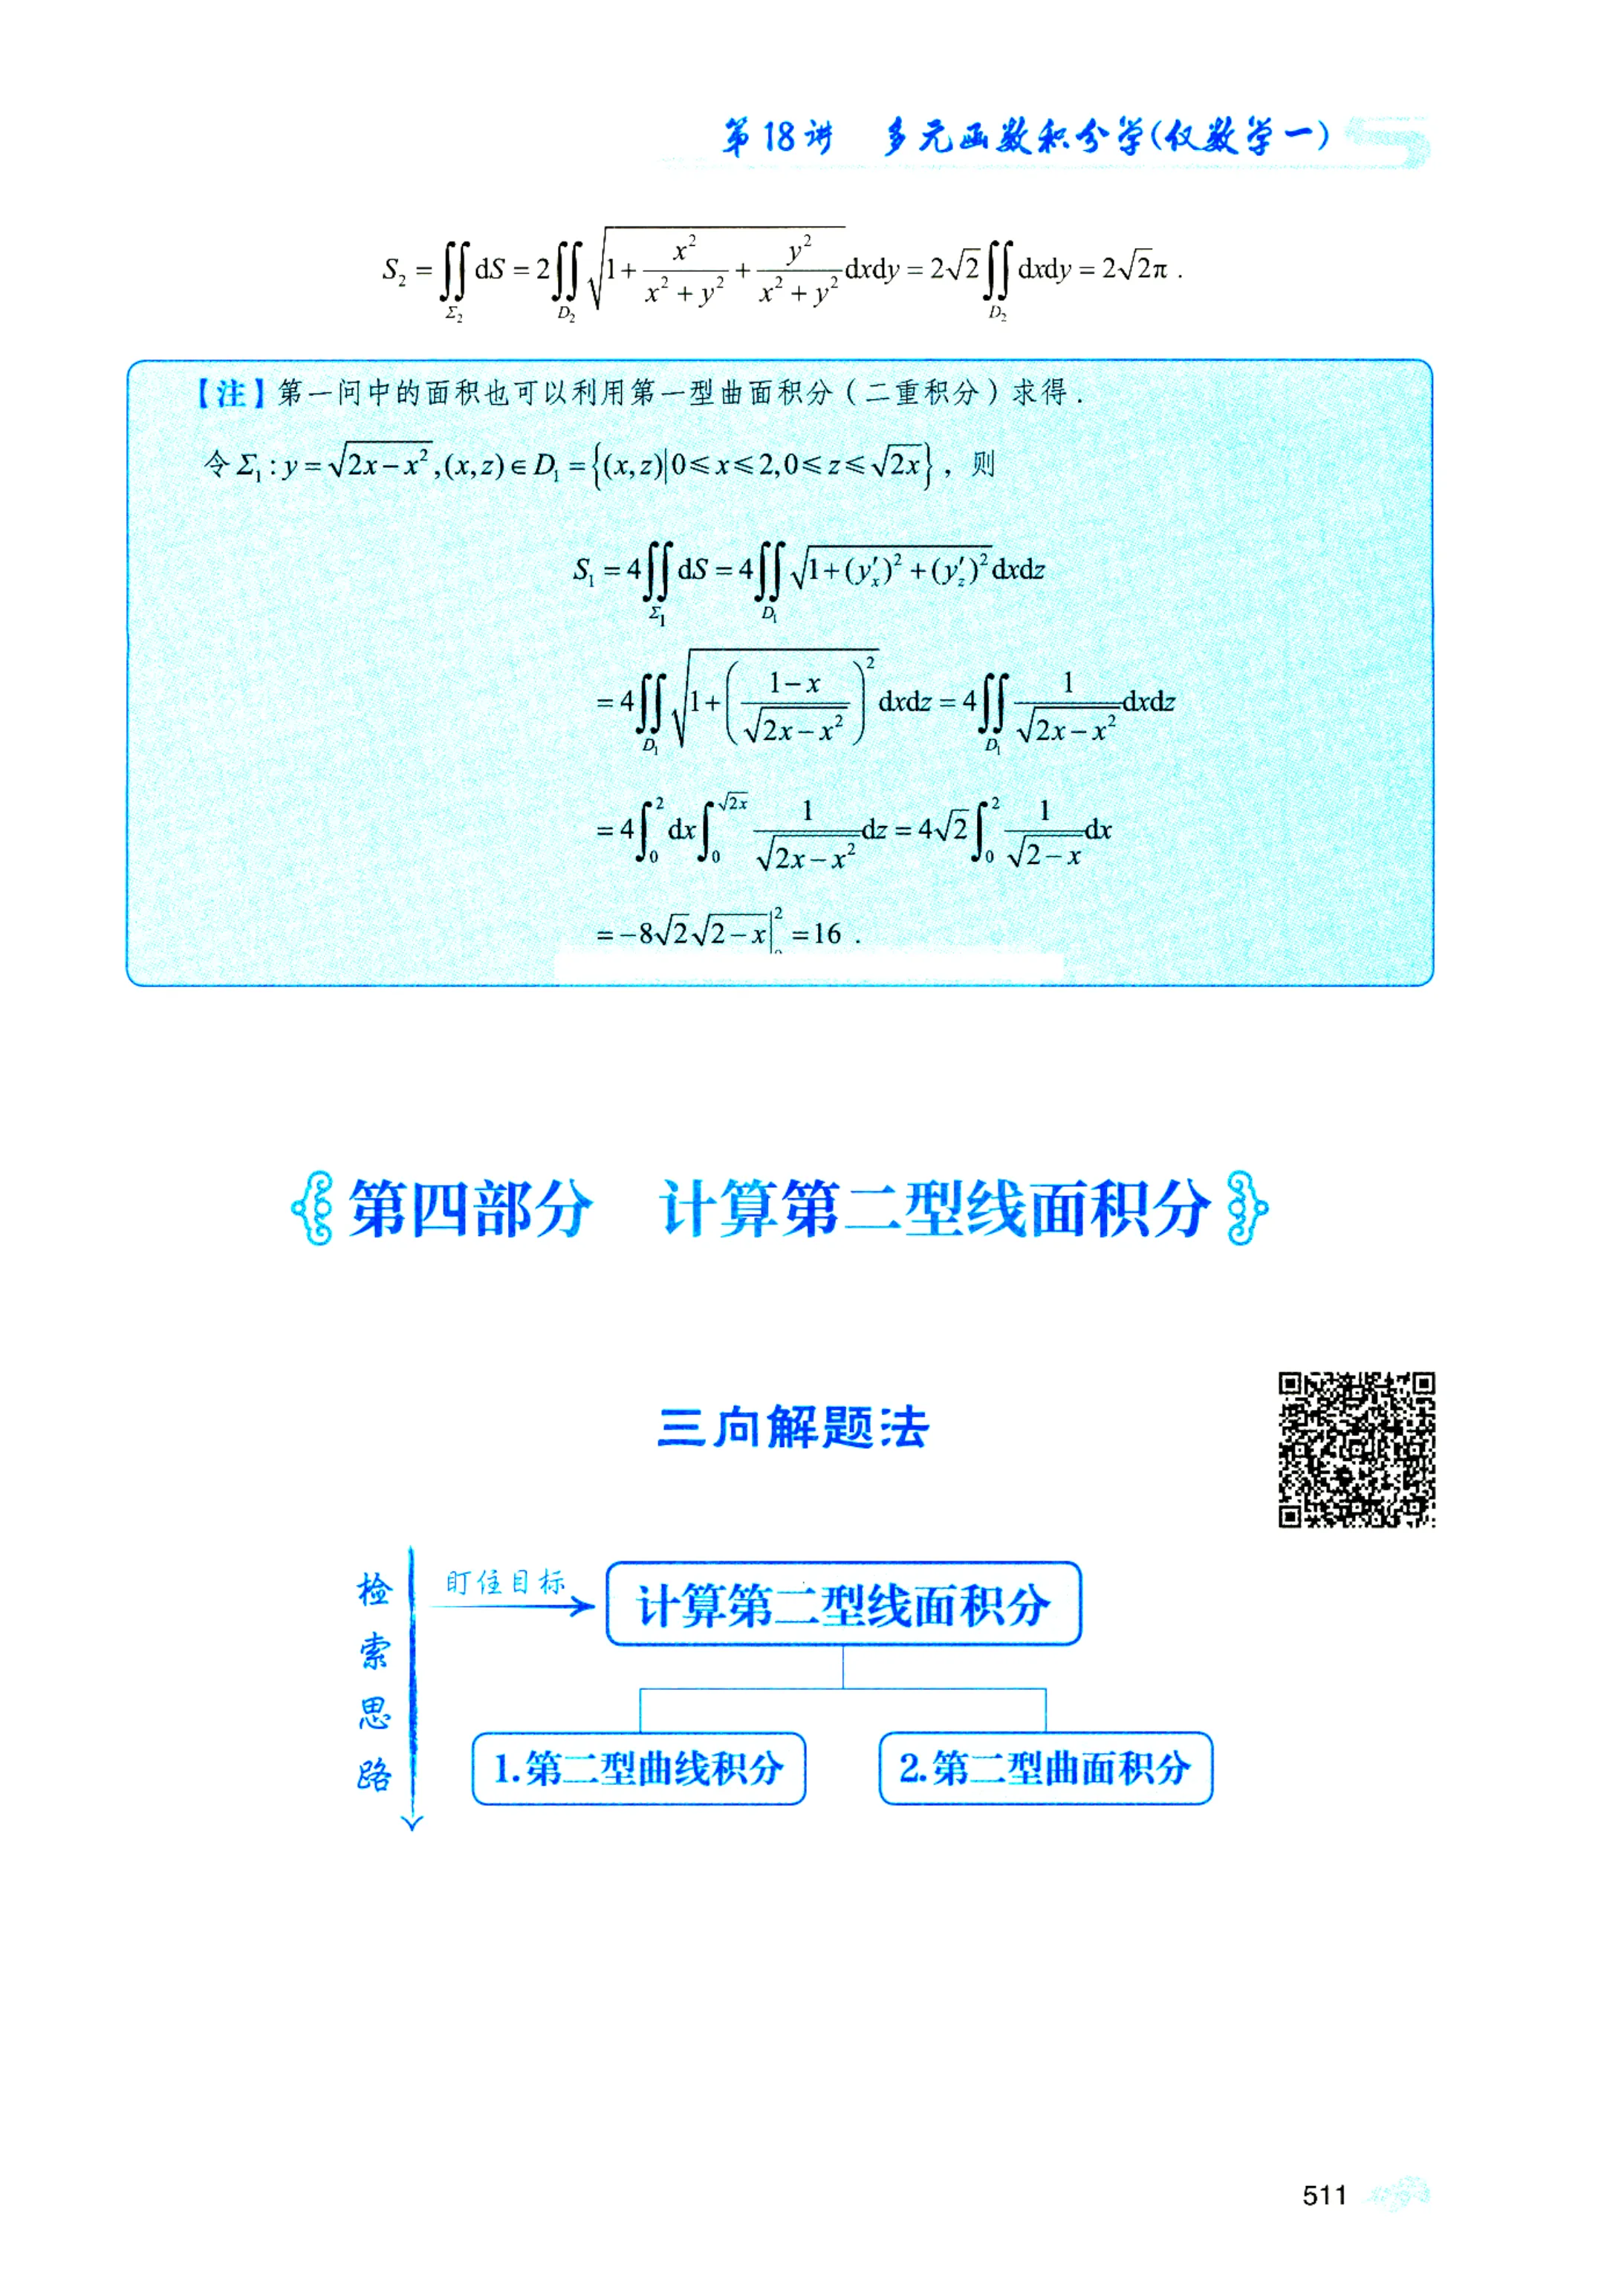 第18讲 多元函数积分学(仅数学一)
$S_2=\iint\limits_{\Sigma_2}\mathrm{d}S=2\iint\limits_{D_2}\sqrt{1+\frac{x^2}{x^2+y^2}+\frac{y^2}{x^2+y^2}}\mathrm{d}x\mathrm{d}y=2\sqrt{2}\iint\limits_{D_2}\mathrm{d}x\mathrm{d}y=2\sqrt{2}\pi.$
【注】第一问中的面积也可以利用第一型曲面积分(二重积分)求得.
令$\Sigma_1:y=\sqrt{2x-x^2},(x,z)\in D_1=\left\{(x,z)|0\leqslant x\leqslant 2,0\leqslant z\leqslant\sqrt{2x}\right\}$,则
$S_1=4\iint\limits_{\Sigma_1}\mathrm{d}S=4\iint\limits_{D_1}\sqrt{1+(y'_x)^2+(y'_z)^2}\mathrm{d}x\mathrm{d}z$
$=4\iint\limits_{D_1}\sqrt{1+\left(\frac{1-x}{\sqrt{2x-x^2}}\right)^2}\mathrm{d}x\mathrm{d}z=4\iint\limits_{D_1}\frac{1}{\sqrt{2x-x^2}}\mathrm{d}x\mathrm{d}z$
$=4\int_0^2\mathrm{d}x\int_0^{\sqrt{2x}}\frac{1}{\sqrt{2x-x^2}}\mathrm{d}z=4\sqrt{2}\int_0^2\frac{1}{\sqrt{2-x}}\mathrm{d}x$
$=-8\sqrt{2}\sqrt{2-x}\Big|_0^2=16.$
第四部分 计算第二型线面积分
三向解题法
检索思路
盯住目标
计算第二型线面积分
1.第二型曲线积分
2.第二型曲面积分
511